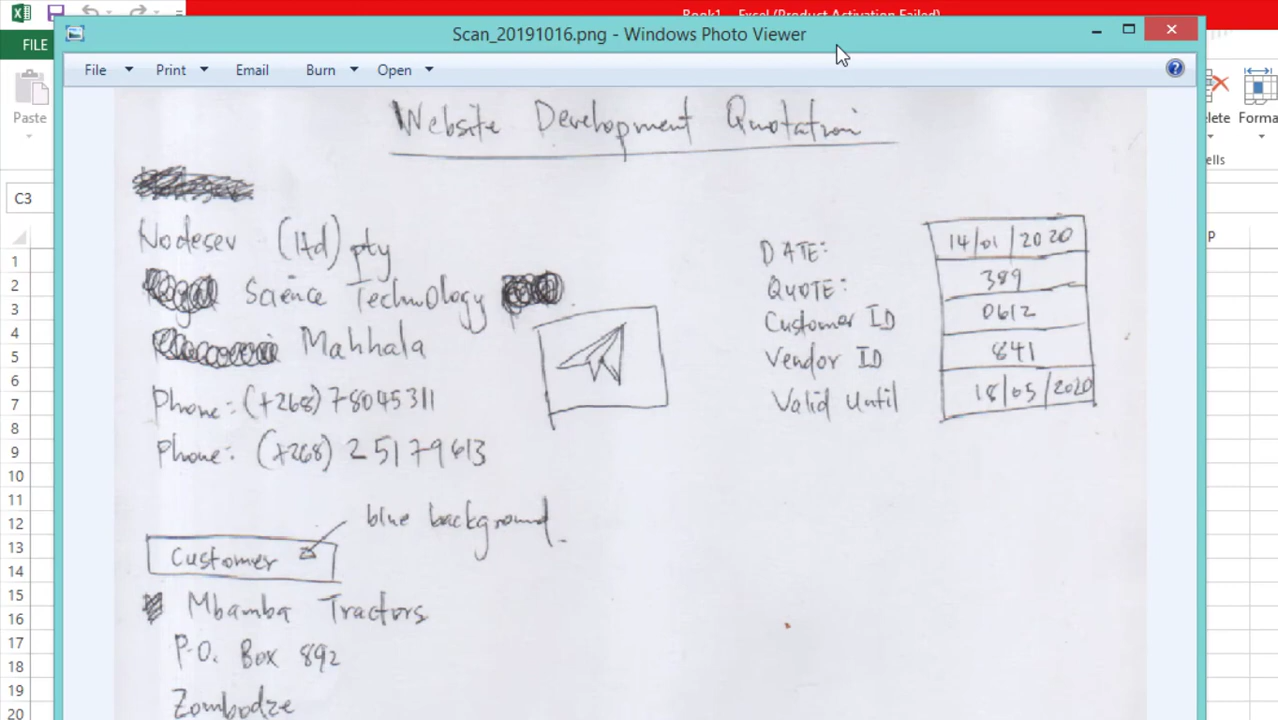 Book1 - Excel (Product Activation Failed)
Scan_20191016.png - Windows Photo Viewer
FILE
File Print Email Burn Open
Paste
elete Forma
ells
C3
P
1
2
3
4
5
6
7
8
9
10
11
12
13
14
15
16
17
18
19
20
Website Development Quotation
Nodesev (ltd) pty
Science Technology
Mahhala
Phone: (+268) 78045311
Phone: (+268) 25179613
DATE: 14/01/2020
QUOTE: 389
Customer ID 0612
Vendor ID 841
Valid Until 18/05/2020
blue background.
Customer
Mbamba Tractors
P.O. Box 892
Zombodze